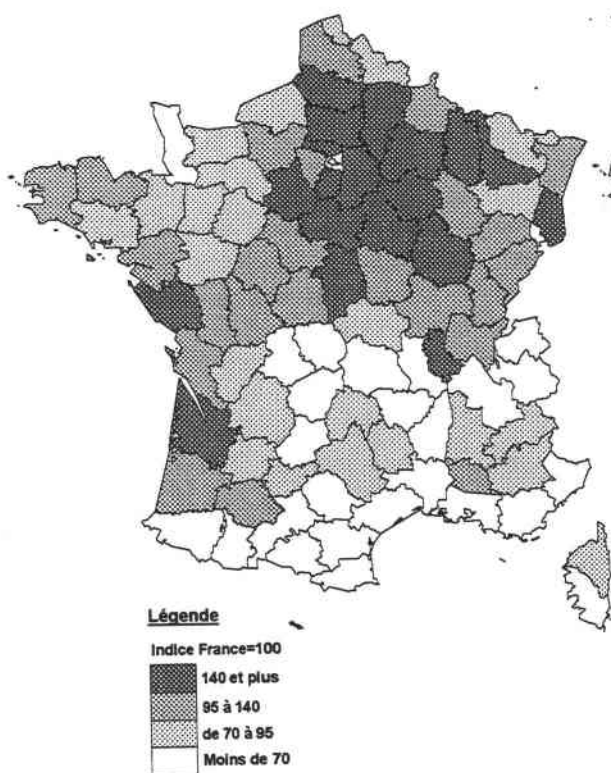 Légende
Indice France=100
140 et plus
95 à 140
de 70 à 95
Moins de 70